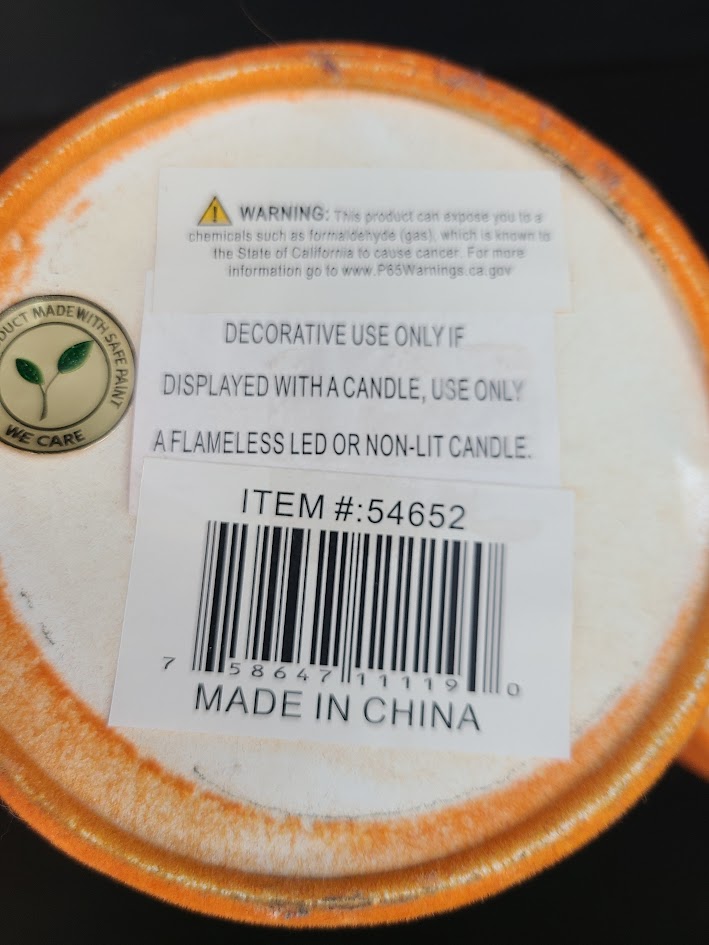 WARNING: This product can expose you to a
chemicals such as formaldehyde (gas), which is known to
the State of California to cause cancer. For more
information go to www.P65Warnings.ca.gov
DECORATIVE USE ONLY IF
DISPLAYED WITH A CANDLE, USE ONLY
A FLAMELESS LED OR NON-LIT CANDLE.
MADE WITH SAFE PAINT
WE CARE
ITEM #:54652
7 58647 11119 0
MADE IN CHINA